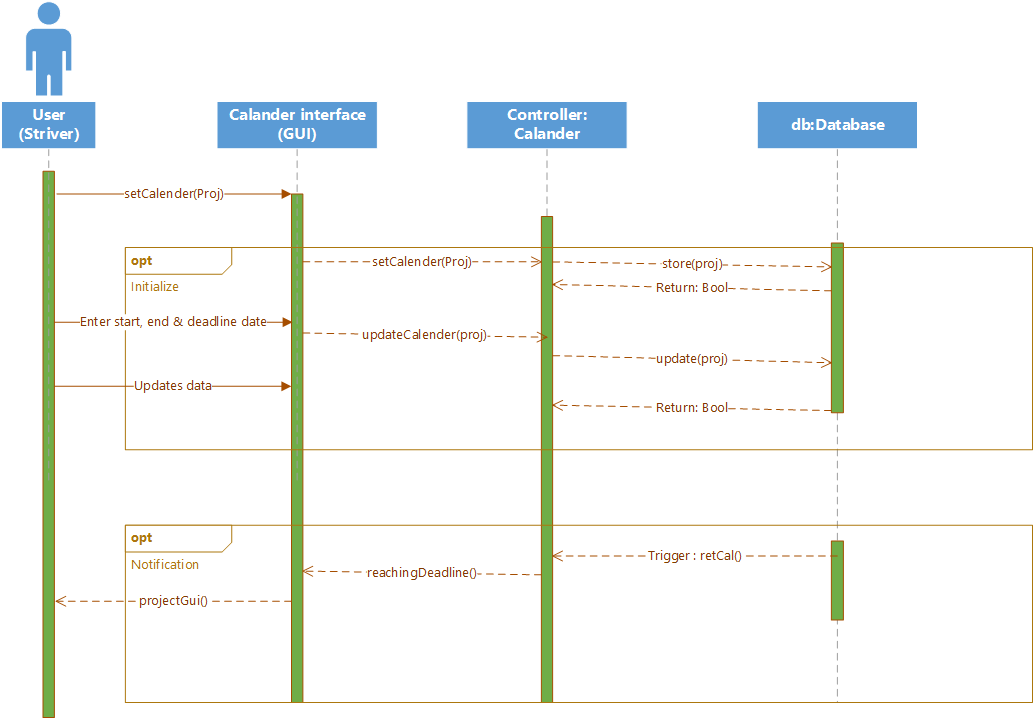 User
(Striver)
Calander interface
(GUI)
Controller:
Calander
db:Database
setCalender(Proj)
opt
Initialize
setCalender(Proj)
store(proj)
Return: Bool
Enter start, end & deadline date
updateCalender(proj)
update(proj)
Updates data
Return: Bool
opt
Notification
Trigger : retCal()
reachingDeadline()
projectGui()